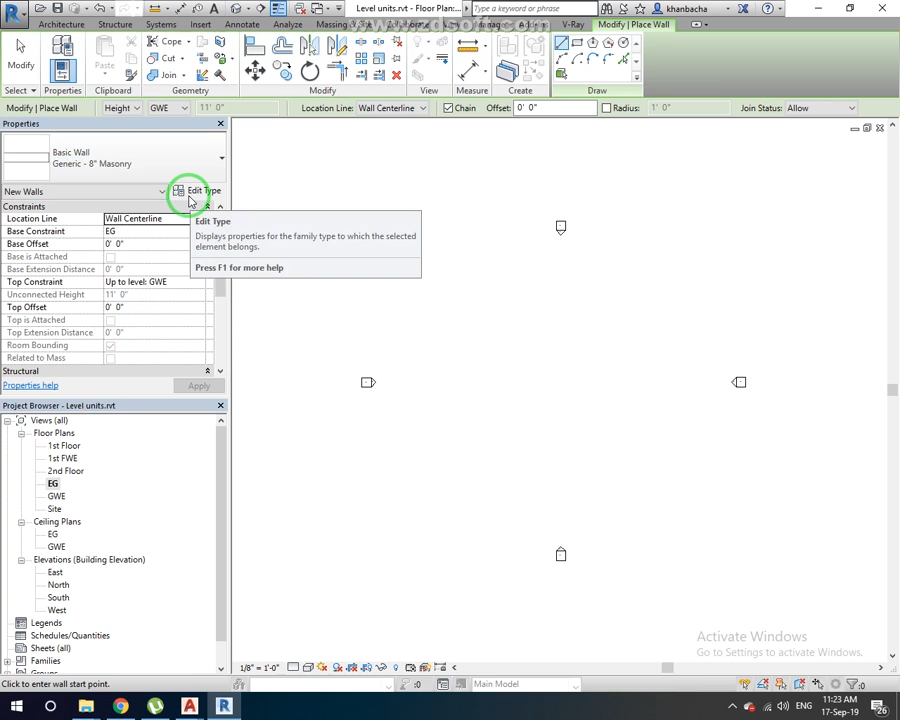 Level units.rvt - Floor Plan:...
Type a keyword or phrase
khanbacha
www.zdsoft.com
Architecture Structure Systems Insert Annotate Analyze Massing & Site V-Ray Modify | Place Wall
Modify
Paste
Cope
Cut
Join
Select Properties Clipboard Geometry Modify View Measure Create Draw
Modify | Place Wall Height GWE 11' 0" Location Line: Wall Centerline Chain Offset: 0' 0" Radius: 1' 0" Join Status: Allow
Properties
Basic Wall
Generic - 8" Masonry
New Walls Edit Type
Constraints
Location Line Wall Centerline
Base Constraint EG
Base Offset 0' 0"
Base is Attached
Base Extension Distance 0' 0"
Top Constraint Up to level: GWE
Unconnected Height 11' 0"
Top Offset 0' 0"
Top is Attached
Top Extension Distance 0' 0"
Room Bounding
Related to Mass
Structural
Properties help Apply
Edit Type
Displays properties for the family type to which the selected
element belongs.
Press F1 for more help
Project Browser - Level units.rvt
Views (all)
Floor Plans
1st Floor
1st FWE
2nd Floor
EG
GWE
Site
Ceiling Plans
EG
GWE
Elevations (Building Elevation)
East
North
South
West
Legends
Schedules/Quantities
Sheets (all)
Families
Groups
Activate Windows
Go to Settings to activate Windows.
1/8" = 1'-0"
Click to enter wall start point.
:0 Main Model :0
ENG 11:23 AM
17-Sep-19
26